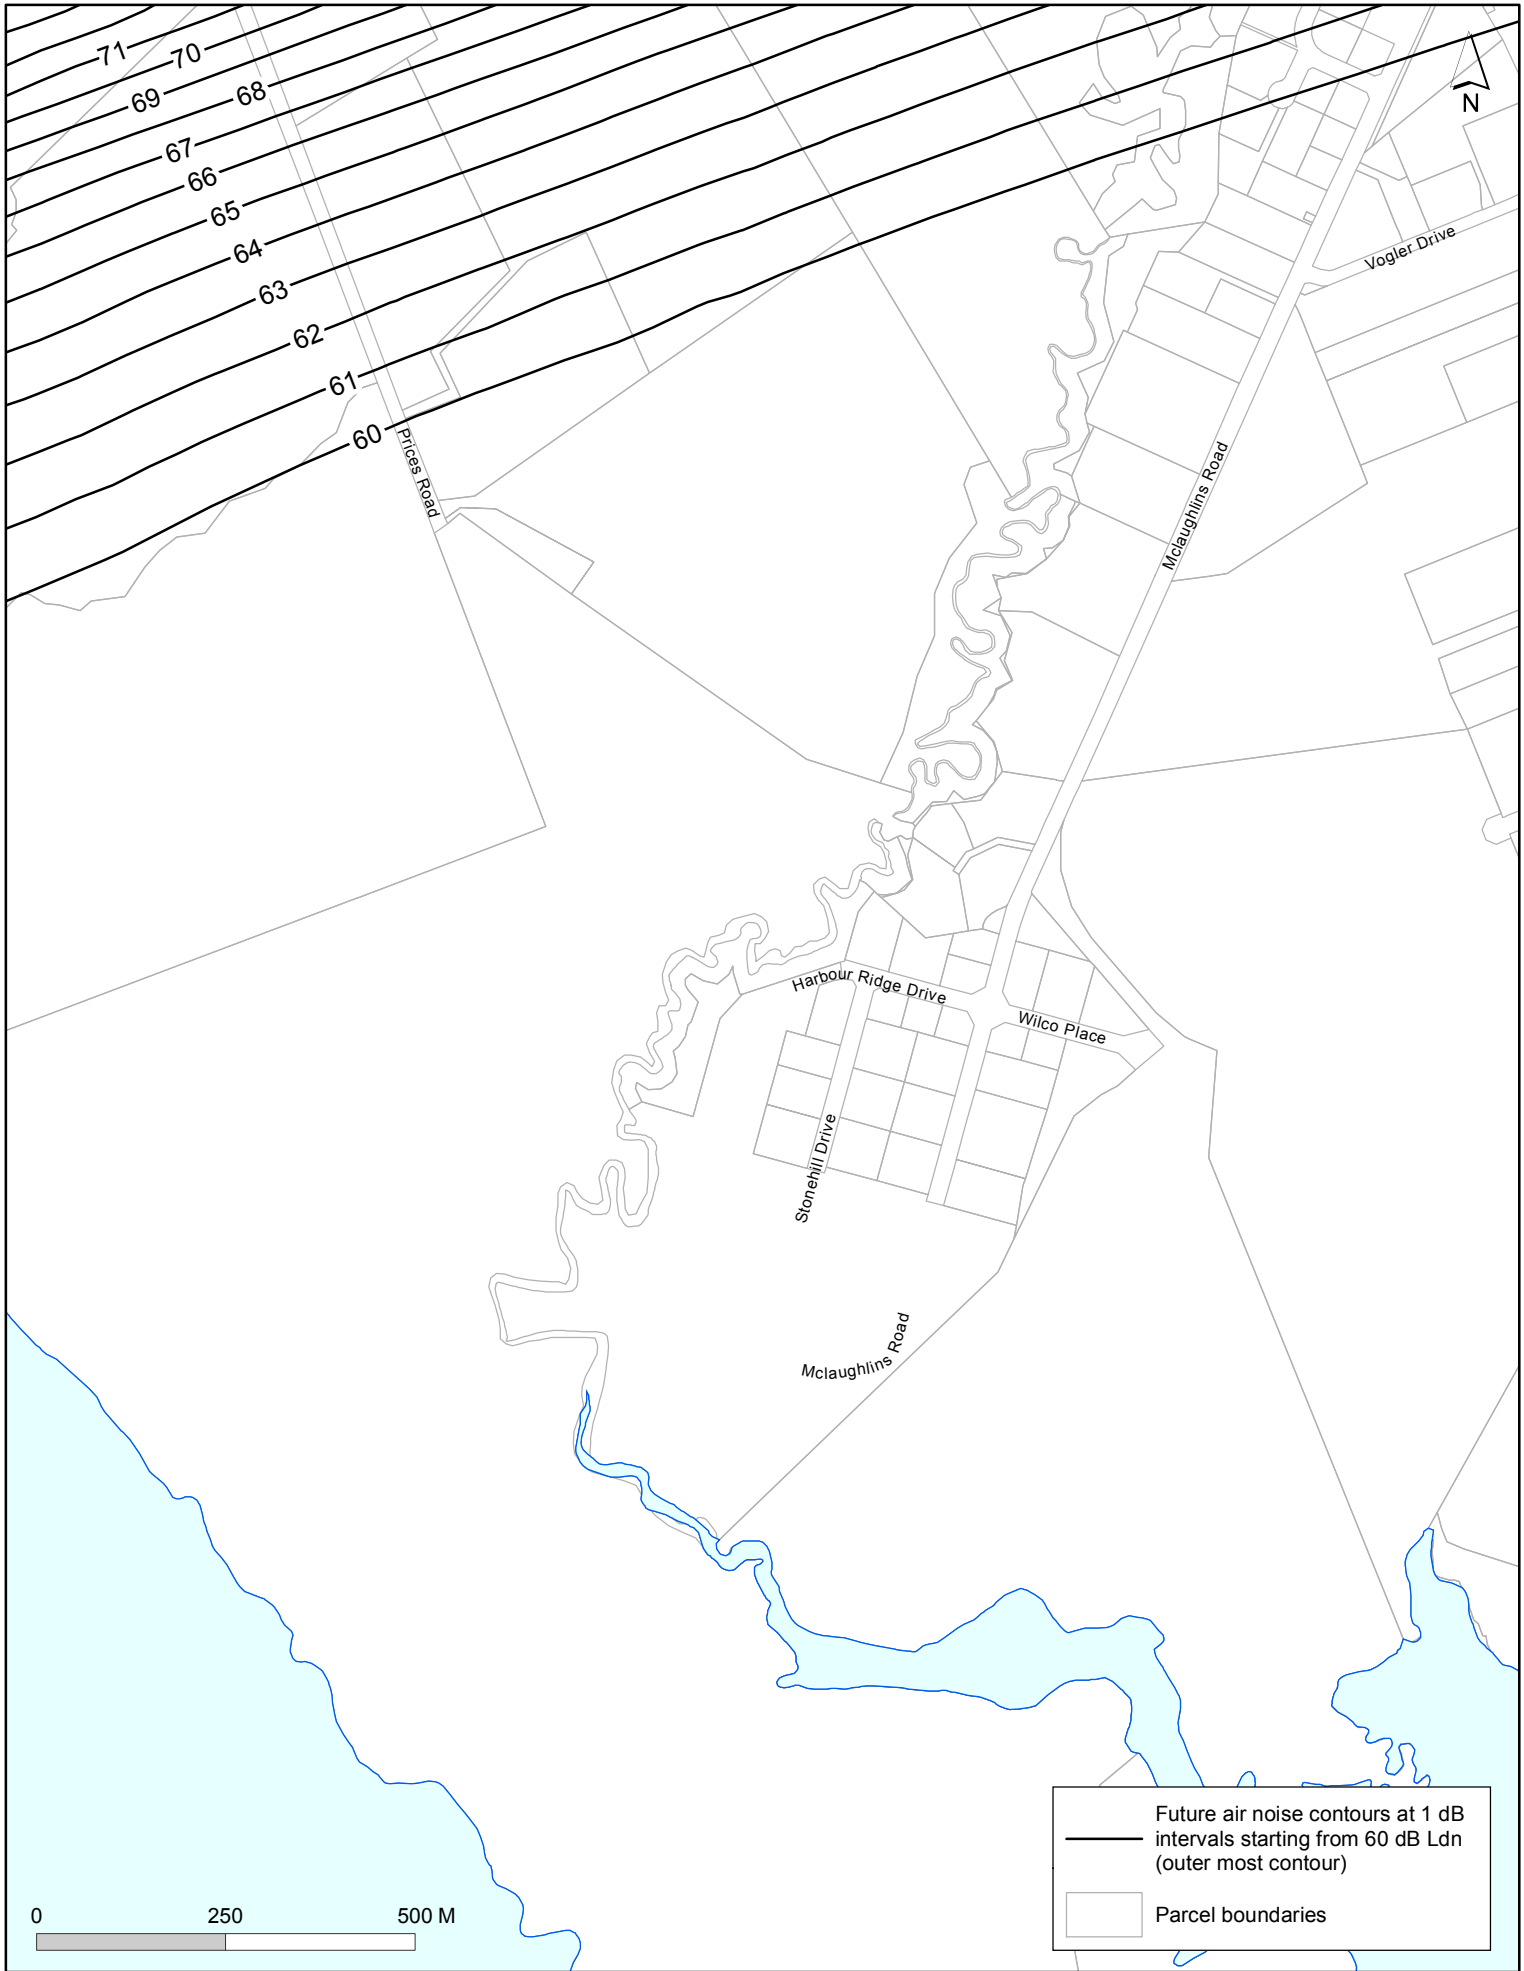 71
70
69
68
67
66
65
64
63
62
61
60
N
Vogler Drive
Prices Road
Mclaughlins Road
Harbour Ridge Drive
Wilco Place
Stonehill Drive
Mclaughlins Road
Future air noise contours at 1 dB
intervals starting from 60 dB Ldn
(outer most contour)
Parcel boundaries
0 250 500 M